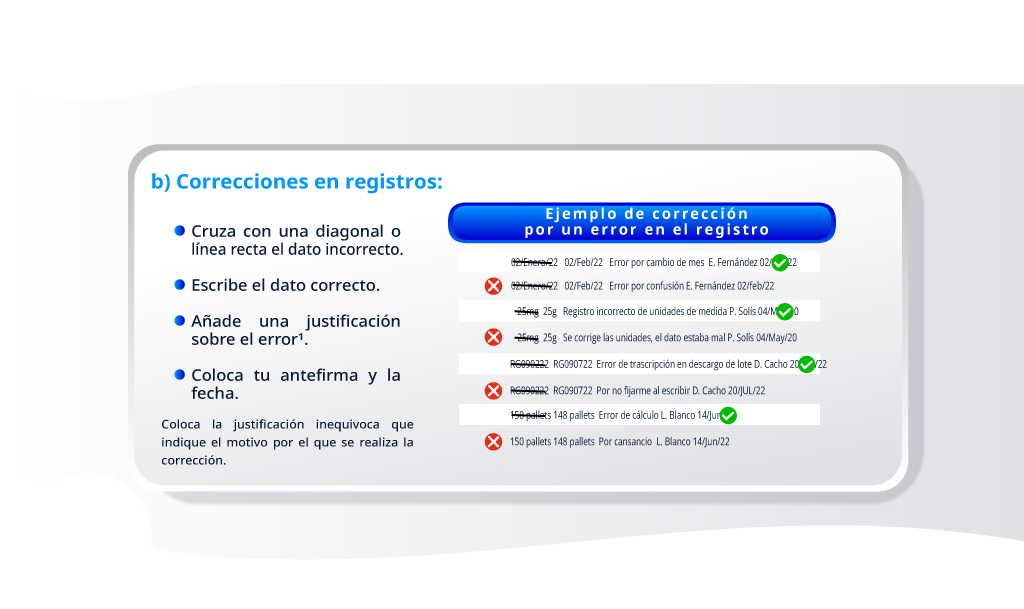 b) Correcciones en registros:
Cruza con una diagonal o
línea recta el dato incorrecto.
Escribe el dato correcto.
Añade una justificación
sobre el error¹.
Coloca tu antefirma y la
fecha.
Coloca la justificación inequivoca que
indique el motivo por el que se realiza la
corrección.
Ejemplo de corrección
por un error en el registro
02/Enero/22 02/Feb/22 Error por cambio de mes E. Fernández 02/ 22
02/Enero/22 02/Feb/22 Error por confusión E. Fernández 02/feb/22
25mg 25g Registro incorrecto de unidades de medida P. Solís 04/M 0
25mg 25g Se corrige las unidades, el dato estaba mal P. Solís 04/May/20
RG090222 RG090722 Error de trascripción en descargo de lote D. Cacho 20 /22
RG090222 RG090722 Por no fijarme al escribir D. Cacho 20/JUL/22
150 pallets 148 pallets Error de cálculo L. Blanco 14/Jun
150 pallets 148 pallets Por cansancio L. Blanco 14/Jun/22